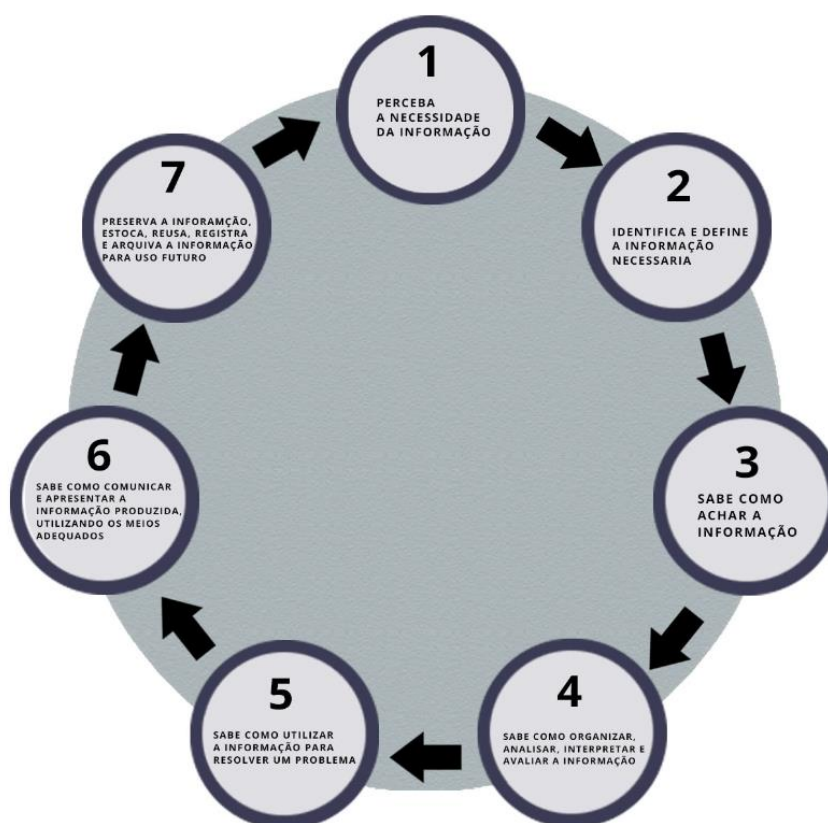 1
PERCEBA
A NECESSIDADE
DA INFORMAÇÃO
2
IDENTIFICA E DEFINE
A INFORMAÇÃO
NECESSARIA
3
SABE COMO
ACHAR A
INFORMAÇÃO
4
SABE COMO ORGANIZAR,
ANALISAR, INTERPRETAR E
AVALIAR A INFORMAÇÃO
5
SABE COMO UTILIZAR
A INFORMAÇÃO PARA
RESOLVER UM PROBLEMA
6
SABE COMO COMUNICAR
E APRESENTAR A
INFORMAÇÃO PRODUZIDA,
UTILIZANDO OS MEIOS
ADEQUADOS
7
PRESERVA A INFORAMÇÃO,
ESTOCA, REUSA, REGISTRA
E ARQUIVA A INFORMAÇÃO
PARA USO FUTURO